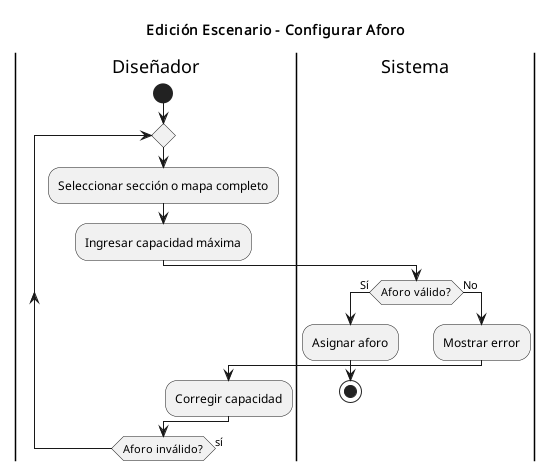 Edición Escenario - Configurar Aforo
Diseñador
Sistema
Seleccionar sección o mapa completo
Ingresar capacidad máxima
Sí
Aforo válido?
No
Asignar aforo
Mostrar error
Corregir capacidad
Aforo inválido?
sí